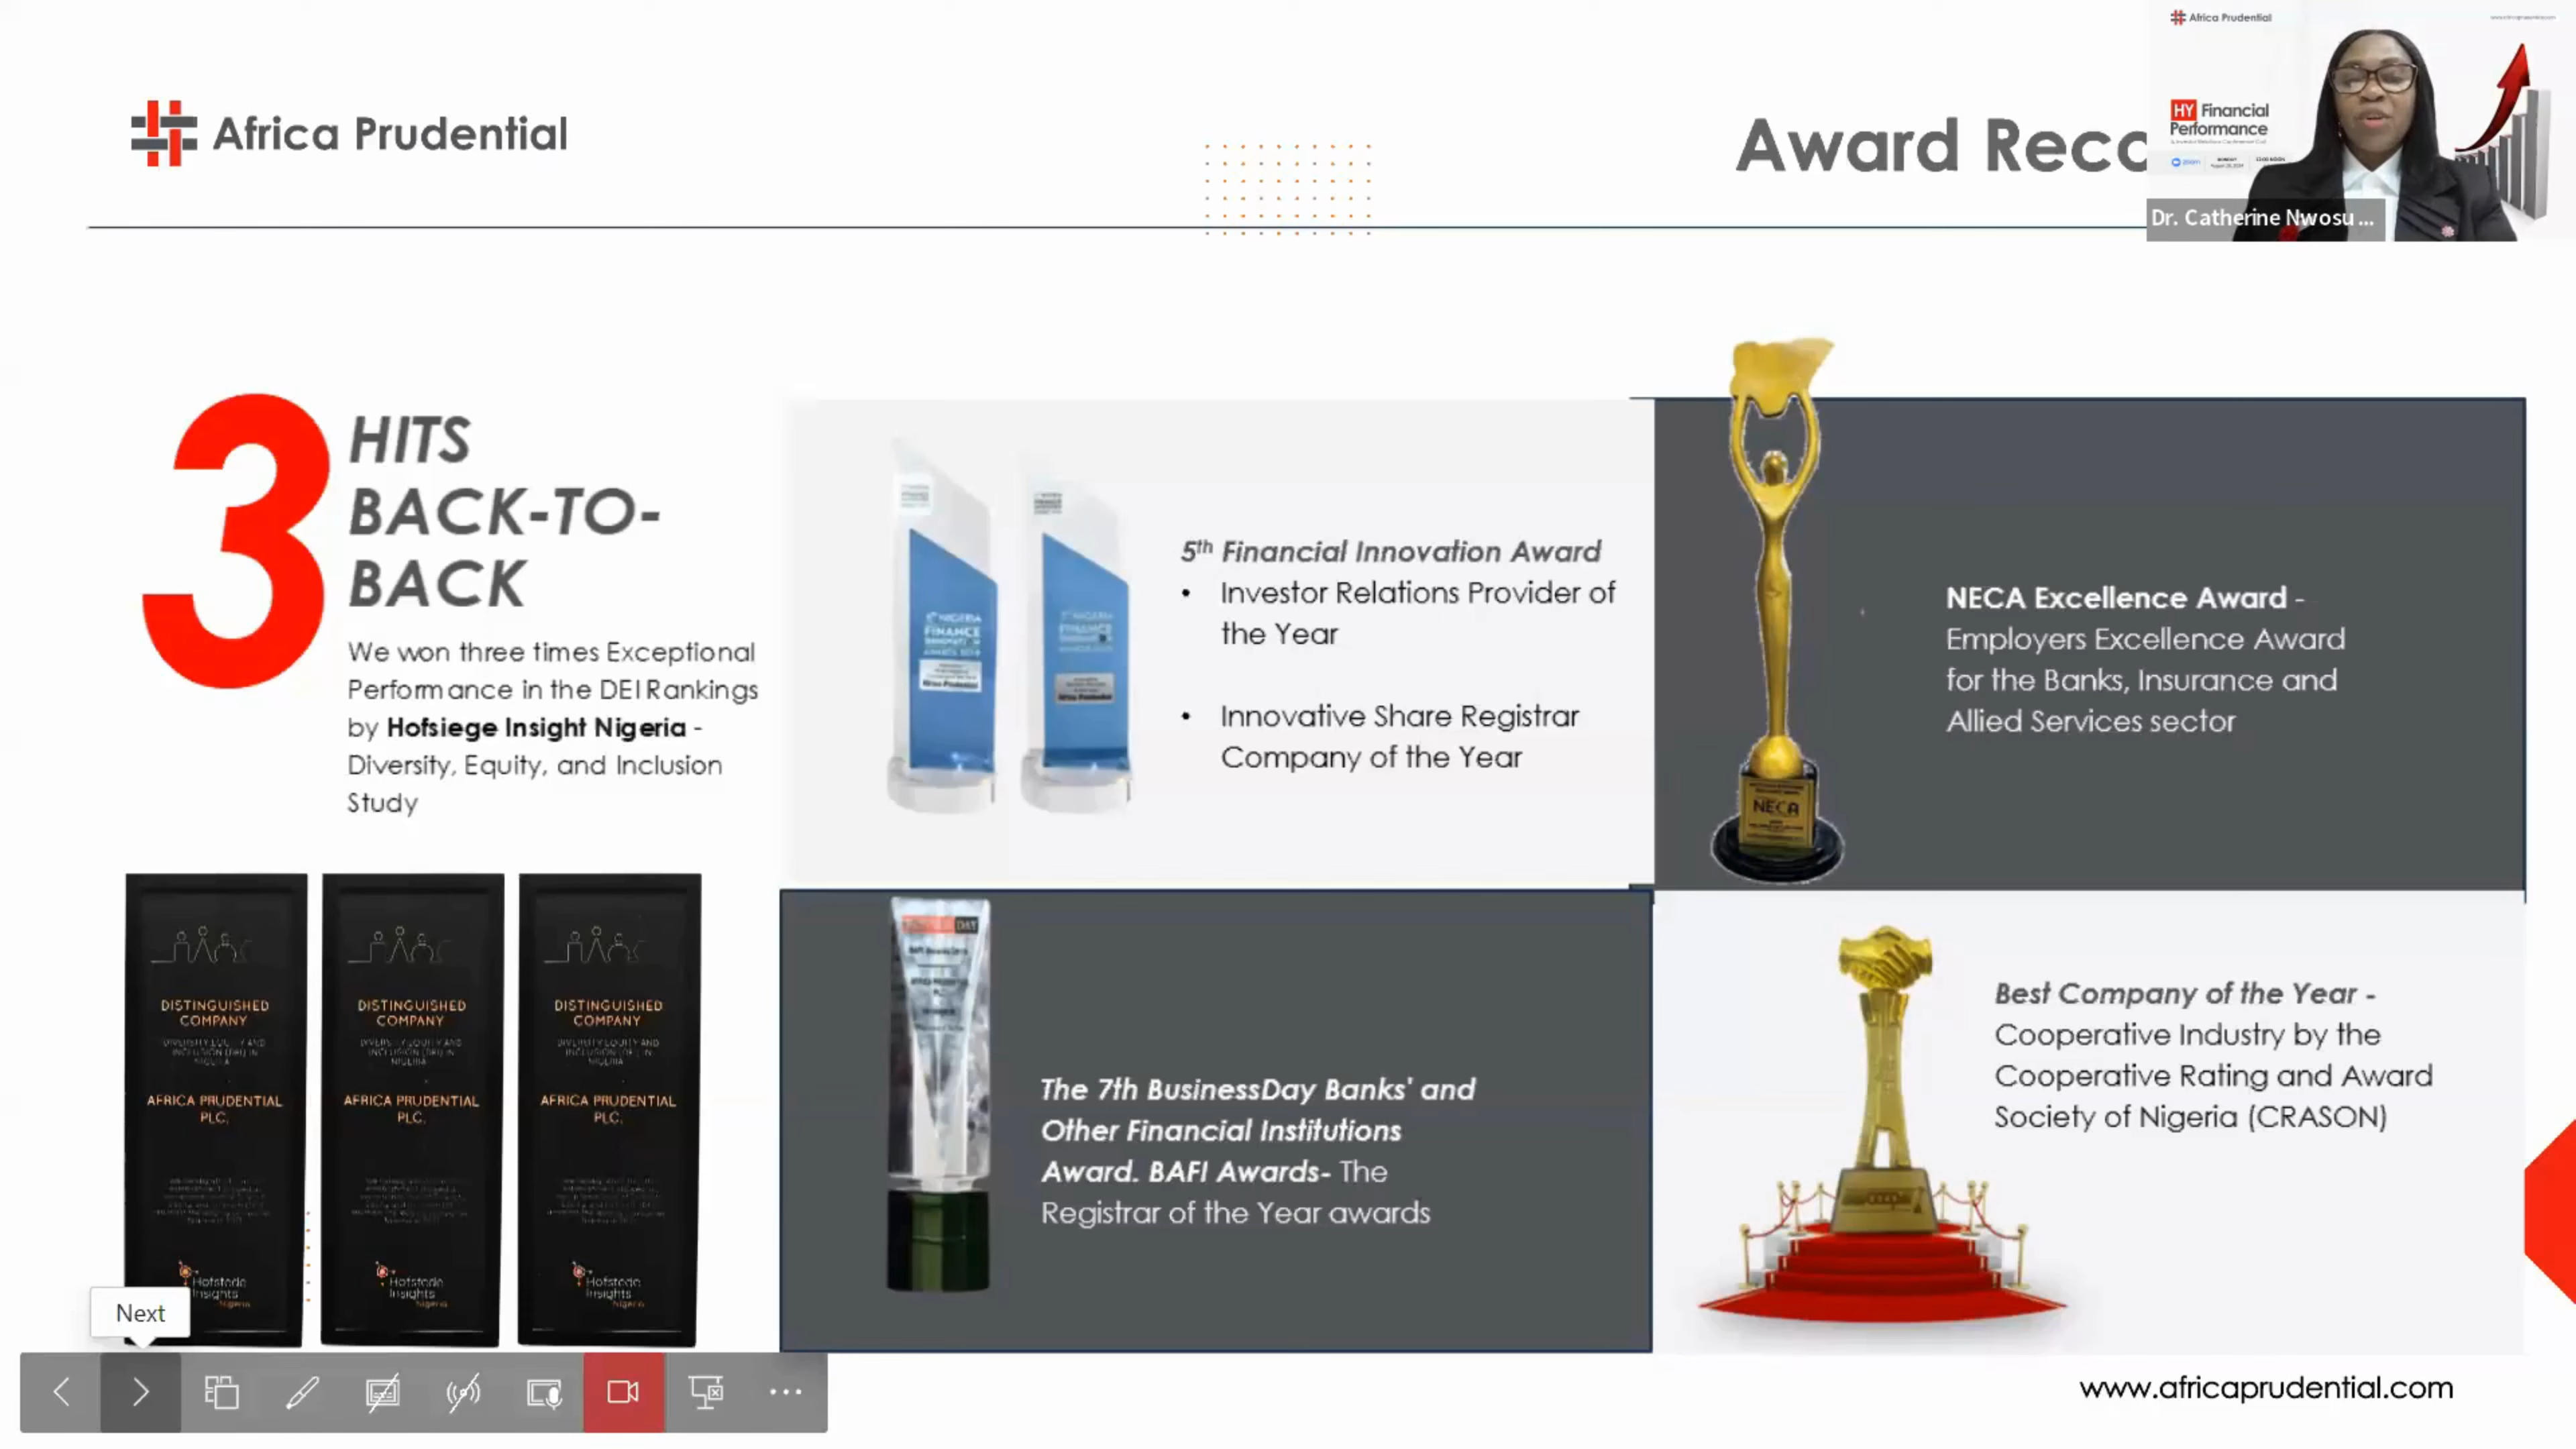 Africa Prudential
Award Reco
Africa Prudential
HY Financial
Performance
Dr. Catherine Nwosu ...
3
HITS
BACK-TO-
BACK
We won three times Exceptional
Performance in the DEI Rankings
by Hofsiege Insight Nigeria -
Diversity, Equity, and Inclusion
Study
5th Financial Innovation Award
• Investor Relations Provider of
the Year
• Innovative Share Registrar
Company of the Year
NECA Excellence Award -
Employers Excellence Award
for the Banks, Insurance and
Allied Services sector
NECA
The 7th BusinessDay Banks' and
Other Financial Institutions
Award. BAFI Awards- The
Registrar of the Year awards
Best Company of the Year -
Cooperative Industry by the
Cooperative Rating and Award
Society of Nigeria (CRASON)
DISTINGUISHED
COMPANY
AFRICA PRUDENTIAL
PLC.
Hofstede
Insights
Nigeria
DISTINGUISHED
COMPANY
AFRICA PRUDENTIAL
PLC.
Hofstede
Insights
Nigeria
DISTINGUISHED
COMPANY
AFRICA PRUDENTIAL
PLC.
Hofstede
Insights
Nigeria
Next
www.africaprudential.com